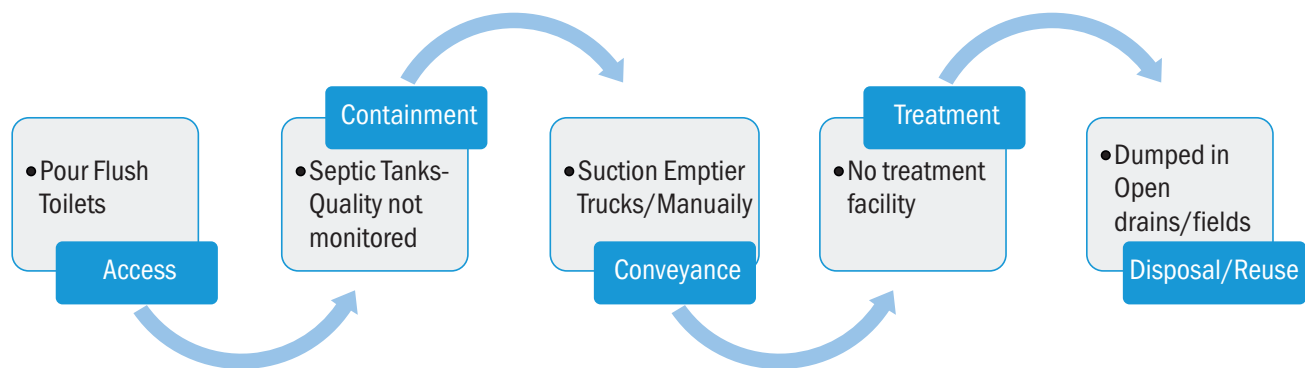 • Pour Flush
Toilets
Access
Containment
• Septic Tanks-
Quality not
monitored
• Suction Emptier
Trucks/Manuaily
Conveyance
Treatment
• No treatment
facility
• Dumped in
Open
drains/fields
Disposal/Reuse